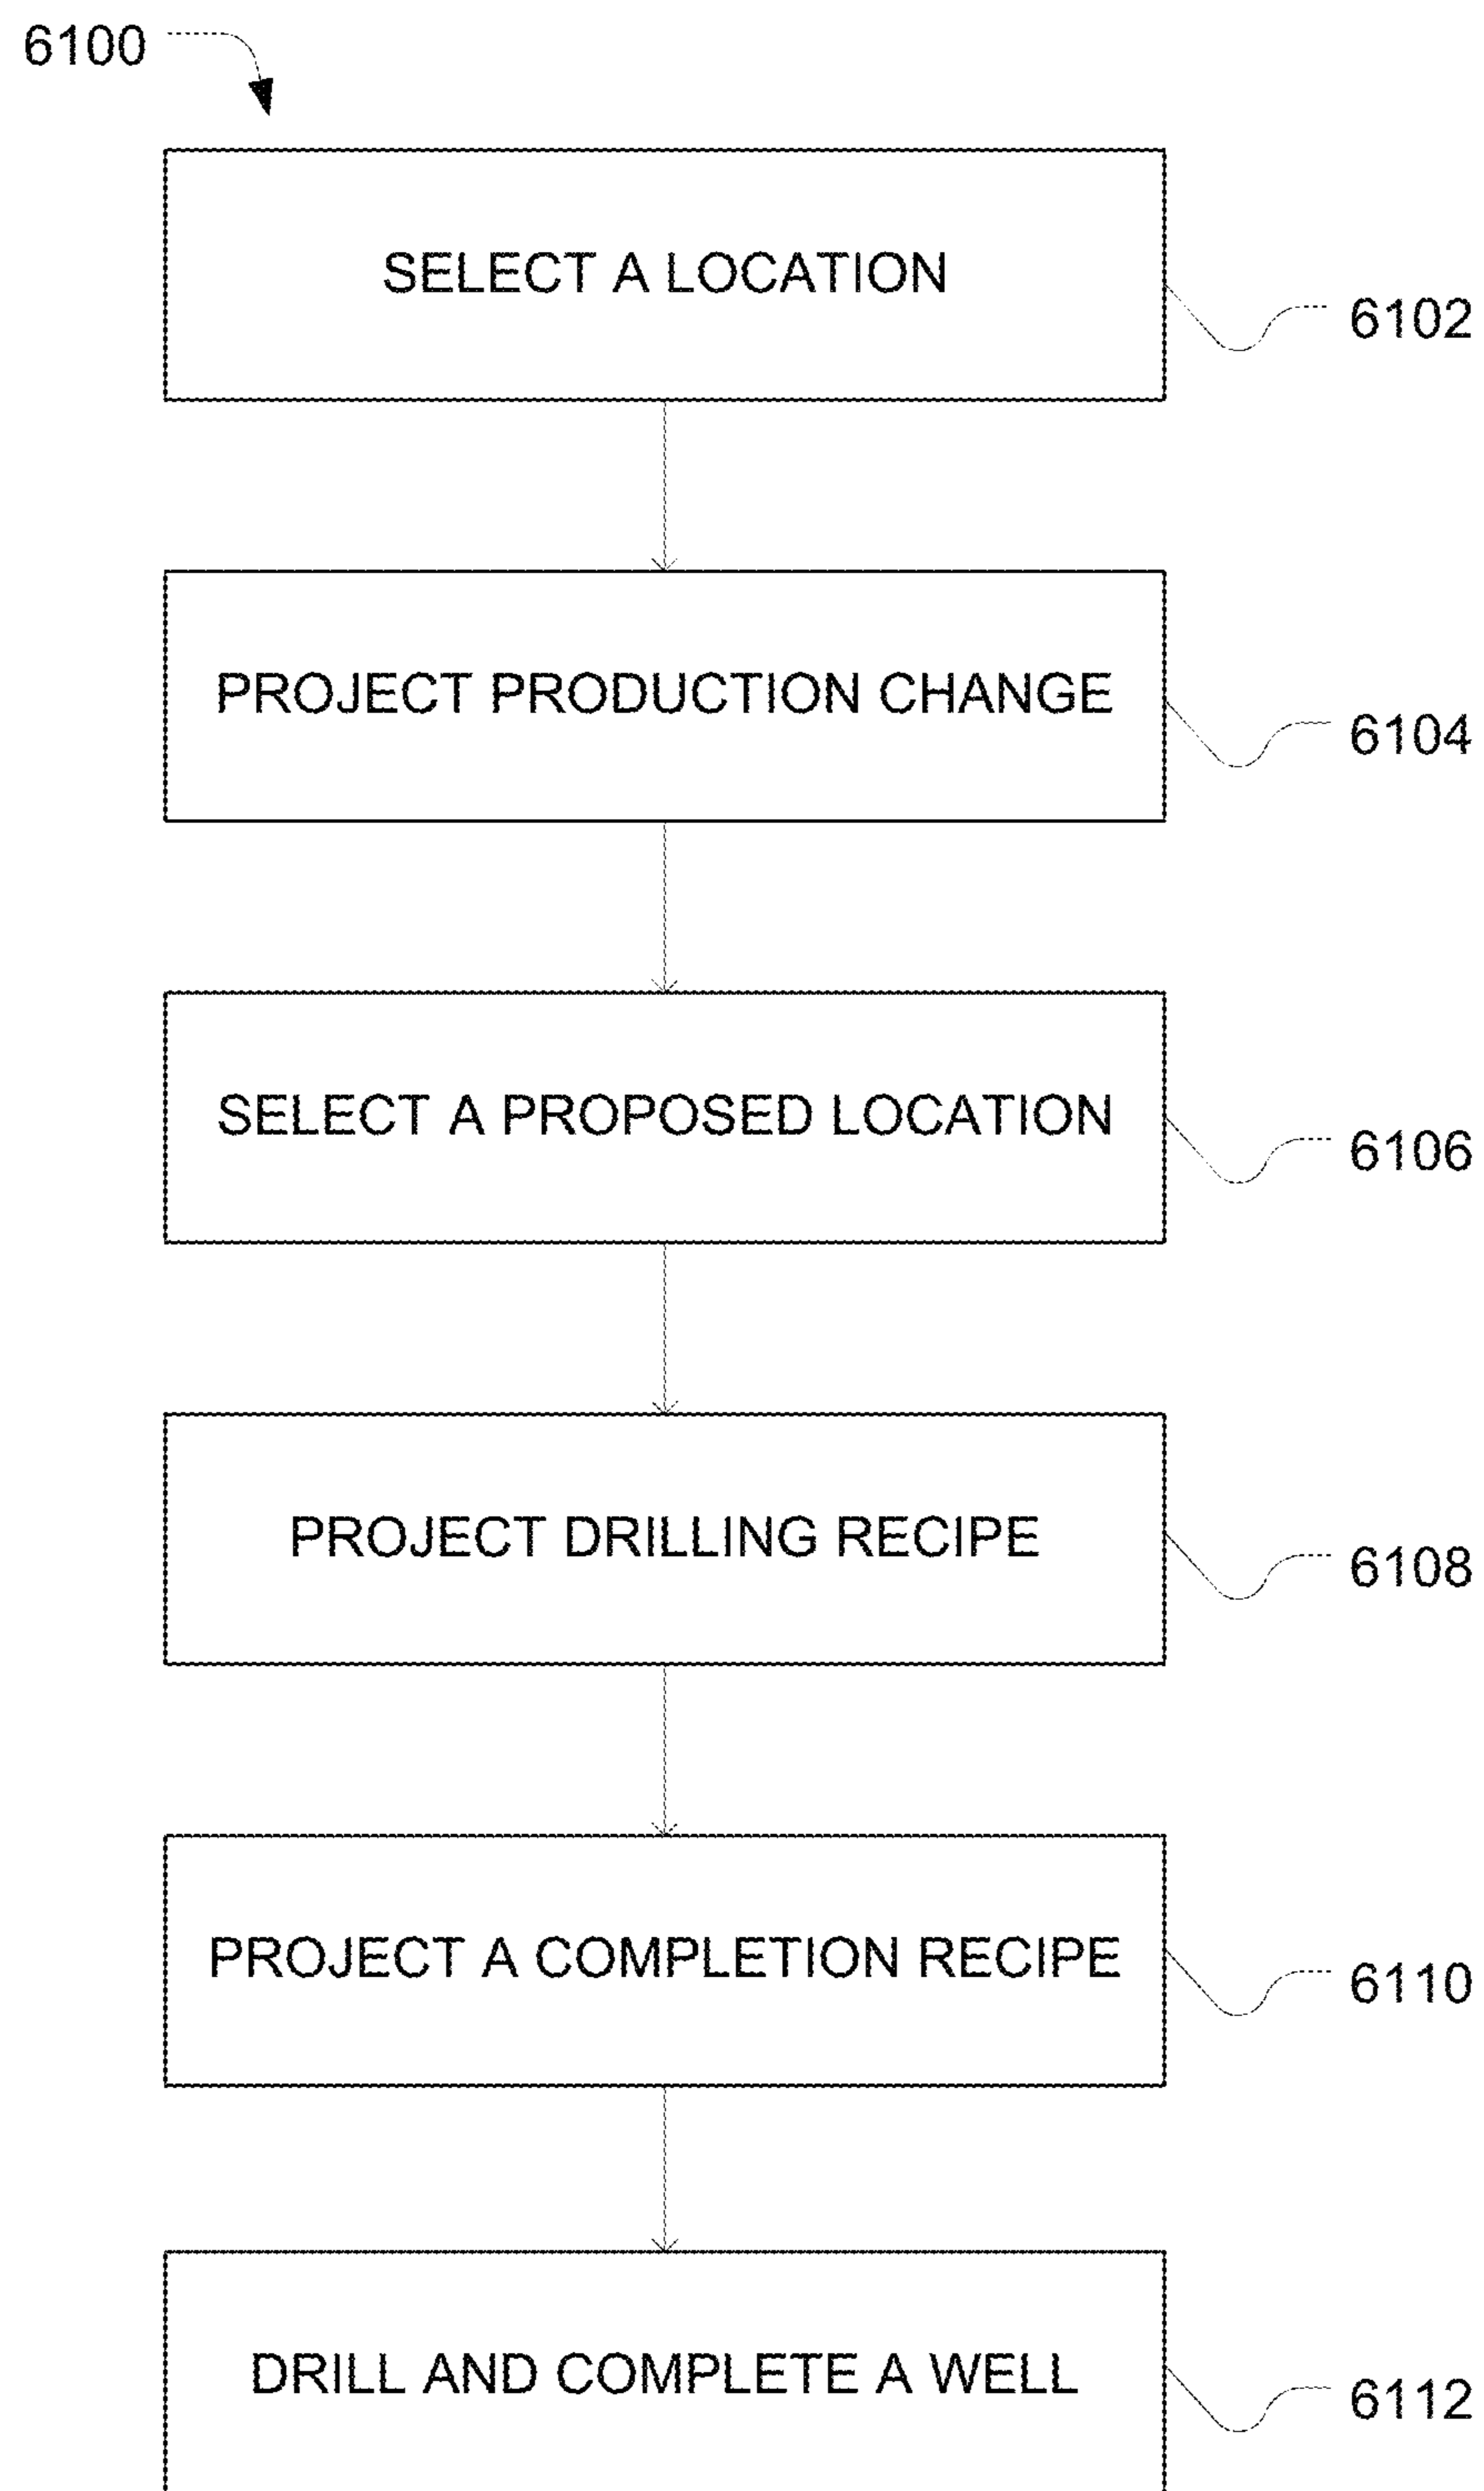 6100
SELECT A LOCATION
6102
PROJECT PRODUCTION CHANGE
6104
SELECT A PROPOSED LOCATION
6106
PROJECT DRILLING RECIPE
6108
PROJECT A COMPLETION RECIPE
6110
DRILL AND COMPLETE A WELL
6112